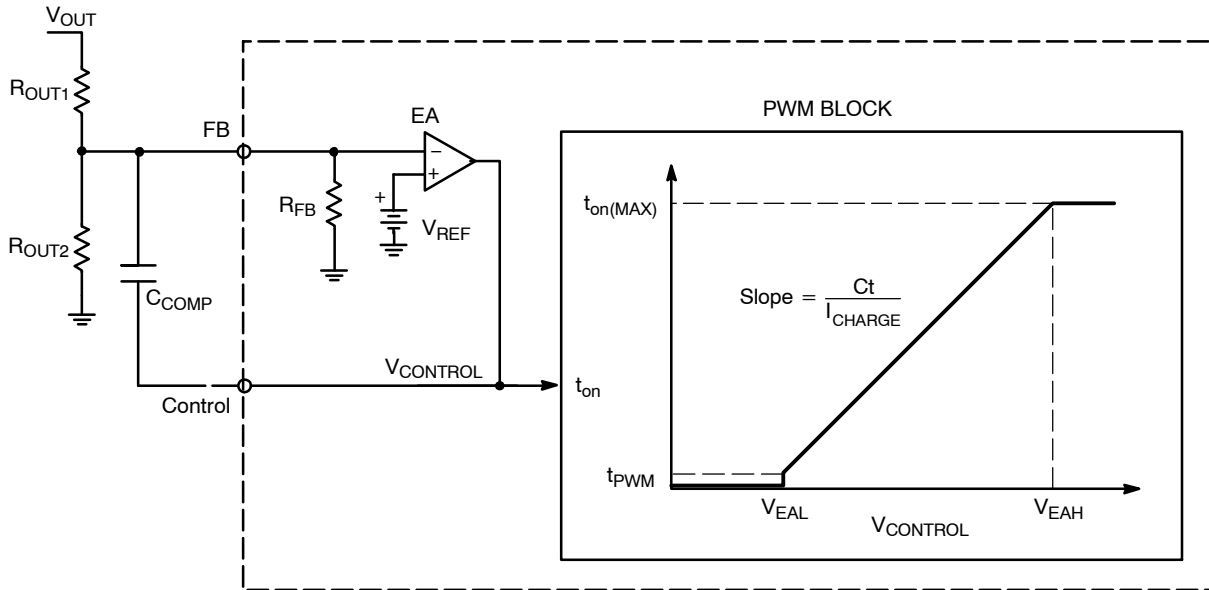 VOUT
ROUT1
FB
EA
PWM BLOCK
ROUT2
RFB
−
+
+
VREF
CCOMP
VCONTROL
Control
ton
ton(MAX)
Slope = Ct / ICHARGE
tPWM
VEAL
VCONTROL
VEAH